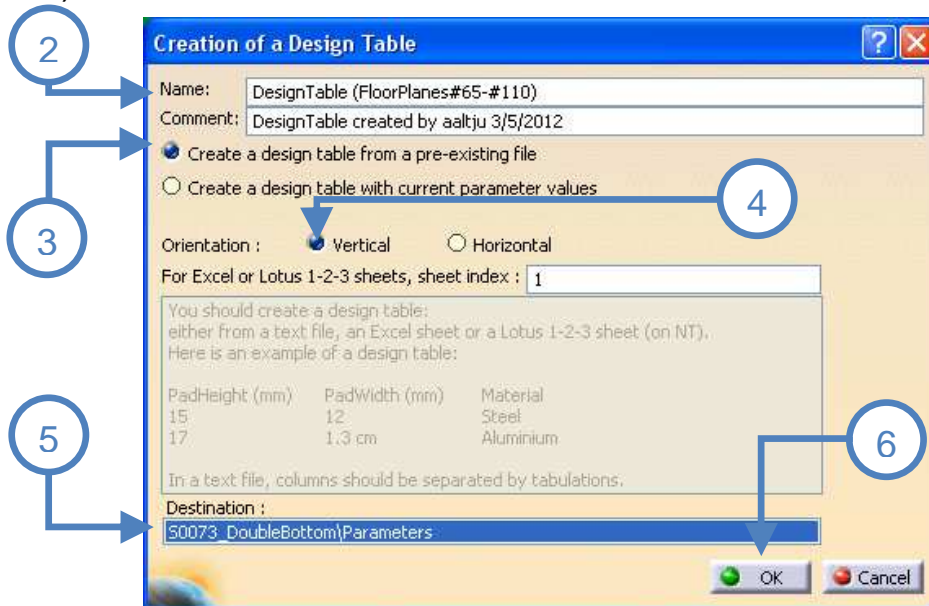 2
Creation of a Design Table
Name: DesignTable (FloorPlanes#65-#110)
Comment: DesignTable created by aaltju 3/5/2012
Create a design table from a pre-existing file
Create a design table with current parameter values
4
3
Orientation : Vertical Horizontal
For Excel or Lotus 1-2-3 sheets, sheet index : 1
You should create a design table:
either from a text file, an Excel sheet or a Lotus 1-2-3 sheet (on NT).
Here is an example of a design table:
PadHeight (mm) PadWidth (mm) Material
15 12 Steel
17 1.3 cm Aluminium
5
6
In a text file, columns should be separated by tabulations.
Destination :
S0073_DoubleBottom\Parameters
OK Cancel